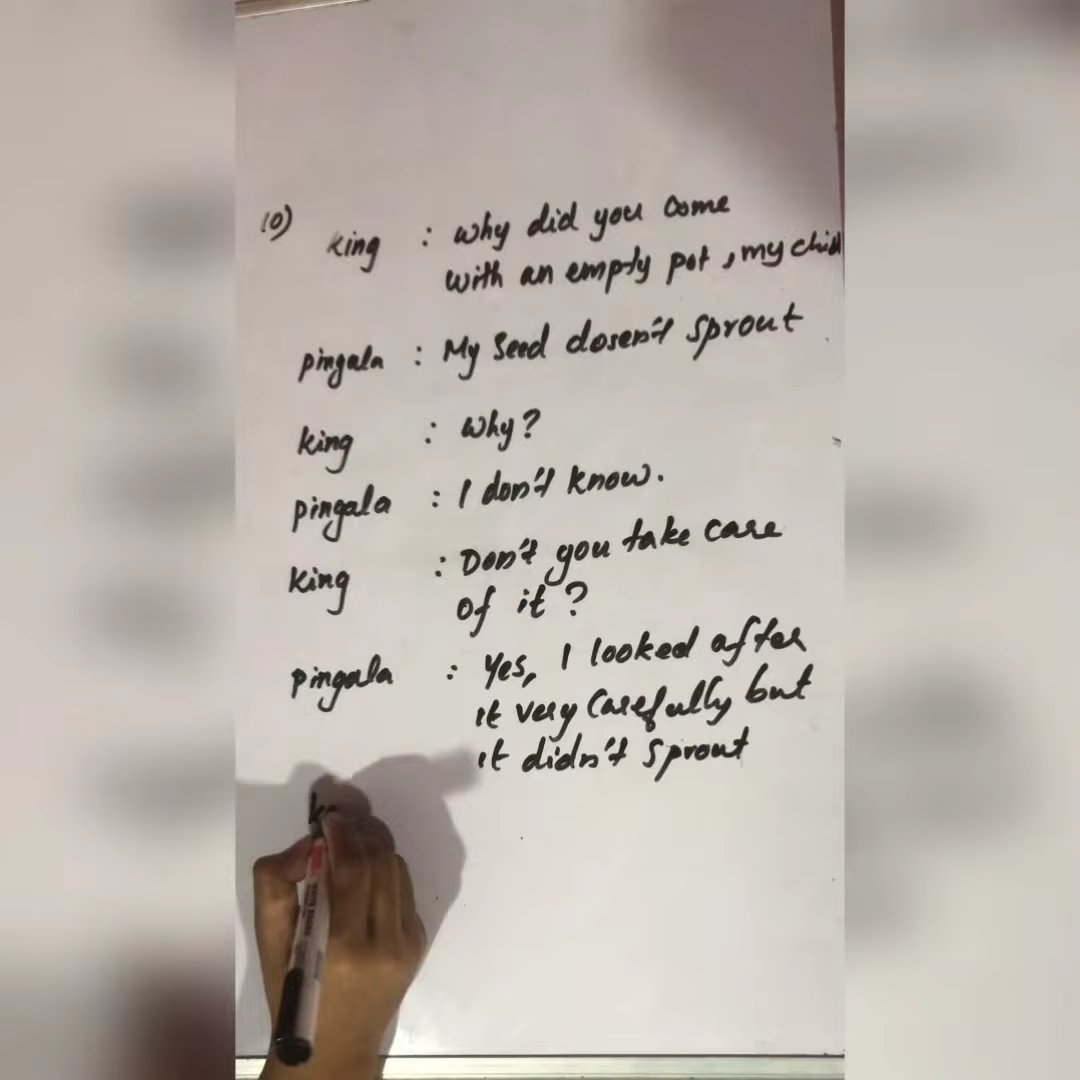 10) king : why did you come
with an empty pot, my child
pingala : My seed dosen't sprout
king : why?
pingala : I don't know.
king : Don't you take care
of it?
pingala : Yes, I looked after
it very carefully but
it didn't sprout